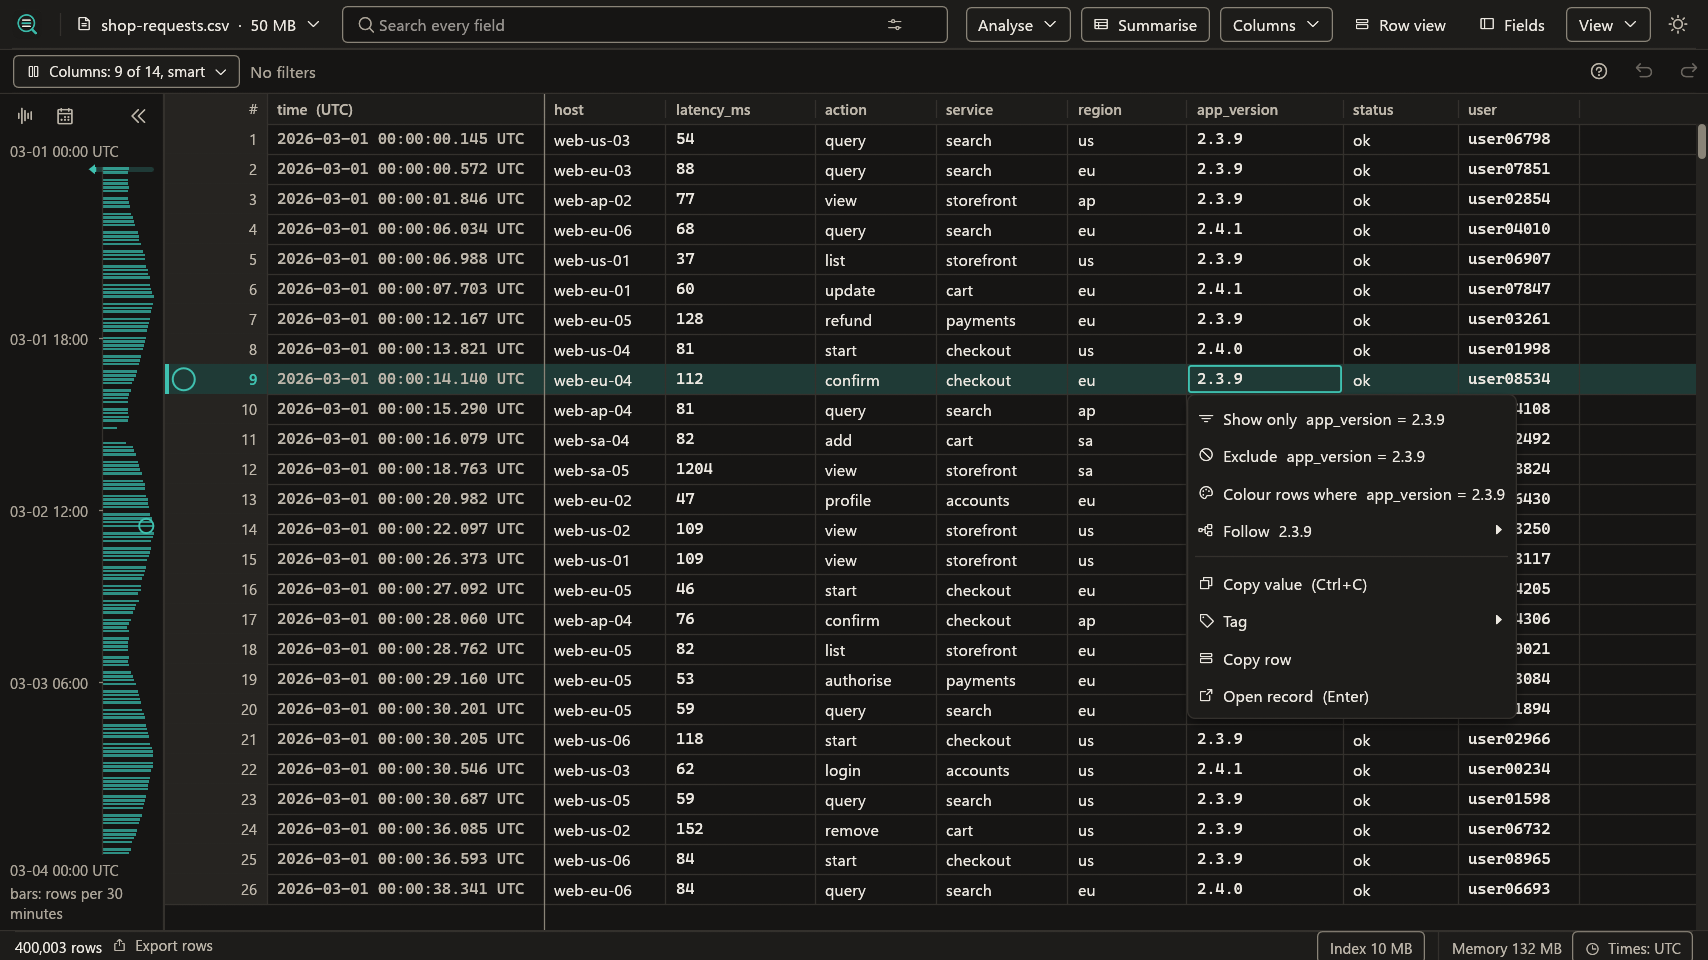 shop-requests.csv · 50 MB
Search every field
Analyse
Summarise
Columns
Row view
Fields
View
Columns: 9 of 14, smart
No filters
03-01 00:00 UTC
03-01 18:00
03-02 12:00
03-03 06:00
03-04 00:00 UTC
bars: rows per 30
minutes
# time (UTC) host latency_ms action service region app_version status user
1 2026-03-01 00:00:00.145 UTC web-us-03 54 query search us 2.3.9 ok user06798
2 2026-03-01 00:00:00.572 UTC web-eu-03 88 query search eu 2.3.9 ok user07851
3 2026-03-01 00:00:01.846 UTC web-ap-02 77 view storefront ap 2.3.9 ok user02854
4 2026-03-01 00:00:06.034 UTC web-eu-06 68 query search eu 2.4.1 ok user04010
5 2026-03-01 00:00:06.988 UTC web-us-01 37 list storefront us 2.3.9 ok user06907
6 2026-03-01 00:00:07.703 UTC web-eu-01 60 update cart eu 2.4.1 ok user07847
7 2026-03-01 00:00:12.167 UTC web-eu-05 128 refund payments eu 2.3.9 ok user03261
8 2026-03-01 00:00:13.821 UTC web-us-04 81 start checkout us 2.4.0 ok user01998
9 2026-03-01 00:00:14.140 UTC web-eu-04 112 confirm checkout eu 2.3.9 ok user08534
10 2026-03-01 00:00:15.290 UTC web-ap-04 81 query search ap 4108
11 2026-03-01 00:00:16.079 UTC web-sa-04 82 add cart sa 2492
12 2026-03-01 00:00:18.763 UTC web-sa-05 1204 view storefront sa 3824
13 2026-03-01 00:00:20.982 UTC web-eu-02 47 profile accounts eu 6430
14 2026-03-01 00:00:22.097 UTC web-us-02 109 view storefront us 3250
15 2026-03-01 00:00:26.373 UTC web-us-01 109 view storefront us 3117
16 2026-03-01 00:00:27.092 UTC web-eu-05 46 start checkout eu 4205
17 2026-03-01 00:00:28.060 UTC web-ap-04 76 confirm checkout ap 4306
18 2026-03-01 00:00:28.762 UTC web-eu-05 82 list storefront eu 0021
19 2026-03-01 00:00:29.160 UTC web-eu-05 53 authorise payments eu 3084
20 2026-03-01 00:00:30.201 UTC web-eu-05 59 query search eu 1894
21 2026-03-01 00:00:30.205 UTC web-us-06 118 start checkout us 2.3.9 ok user02966
22 2026-03-01 00:00:30.546 UTC web-us-03 62 login accounts us 2.4.1 ok user00234
23 2026-03-01 00:00:30.687 UTC web-us-05 59 query search us 2.3.9 ok user01598
24 2026-03-01 00:00:36.085 UTC web-us-02 152 remove cart us 2.3.9 ok user06732
25 2026-03-01 00:00:36.593 UTC web-us-06 84 start checkout us 2.3.9 ok user08965
26 2026-03-01 00:00:38.341 UTC web-eu-06 84 query search eu 2.4.0 ok user06693
Show only app_version = 2.3.9
Exclude app_version = 2.3.9
Colour rows where app_version = 2.3.9
Follow 2.3.9
Copy value (Ctrl+C)
Tag
Copy row
Open record (Enter)
400,003 rows
Export rows
Index 10 MB
Memory 132 MB
Times: UTC